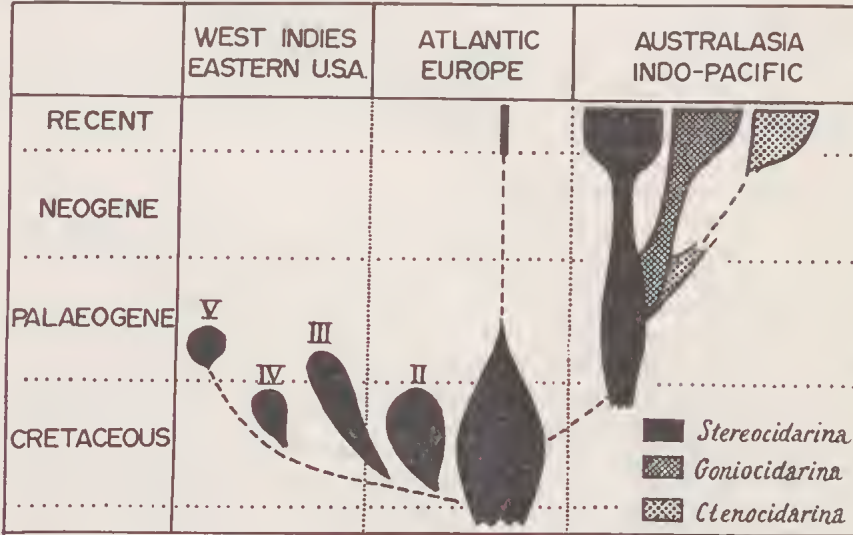 WEST INDIES
EASTERN U.S.A.
ATLANTIC
EUROPE
AUSTRALASIA
INDO-PACIFIC
RECENT
NEOGENE
PALAEOGENE
V
III
IV
II
CRETACEOUS
Stereocidarina
Goniocidarina
Ctenocidarina